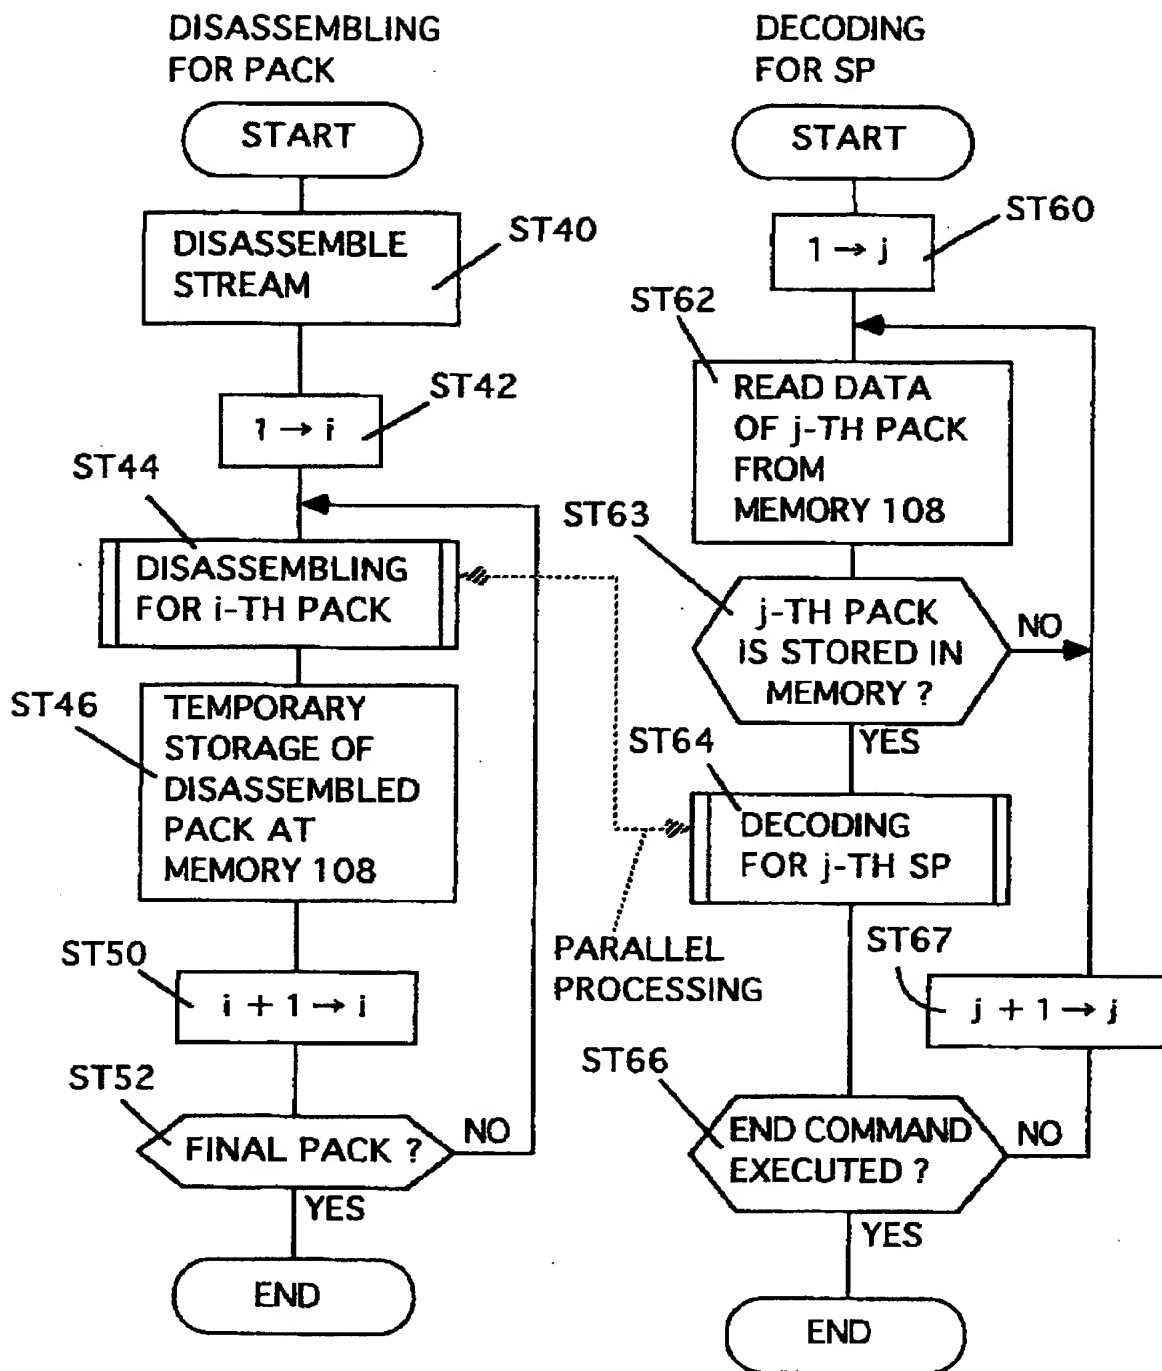 DISASSEMBLING
FOR PACK
START
DISASSEMBLE
STREAM
ST40
1 → i
ST42
ST44
DISASSEMBLING
FOR i-TH PACK
ST46
TEMPORARY
STORAGE OF
DISASSEMBLED
PACK AT
MEMORY 108
ST50
i + 1 → i
ST52
FINAL PACK ?
NO
YES
END
PARALLEL
PROCESSING
DECODING
FOR SP
START
ST60
1 → j
ST62
READ DATA
OF j-TH PACK
FROM
MEMORY 108
ST63
j-TH PACK
IS STORED IN
MEMORY ?
NO
YES
ST64
DECODING
FOR j-TH SP
ST67
j + 1 → j
ST66
END COMMAND
EXECUTED ?
NO
YES
END